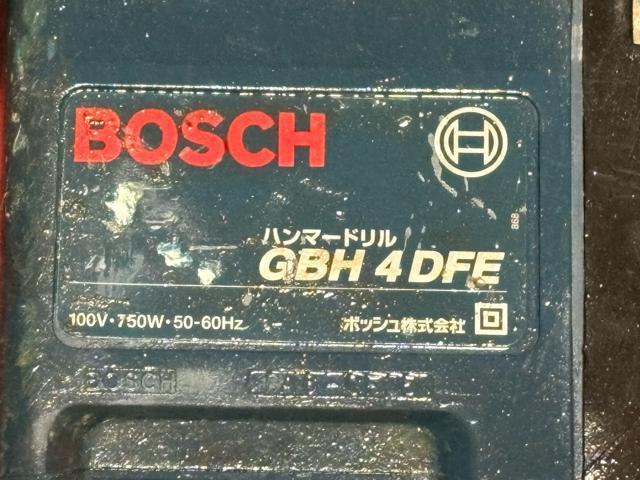 BOSCH
868
ハンマードリル
GBH 4 DFE
100V・750W・50-60Hz ボッシュ株式会社
BOSCH